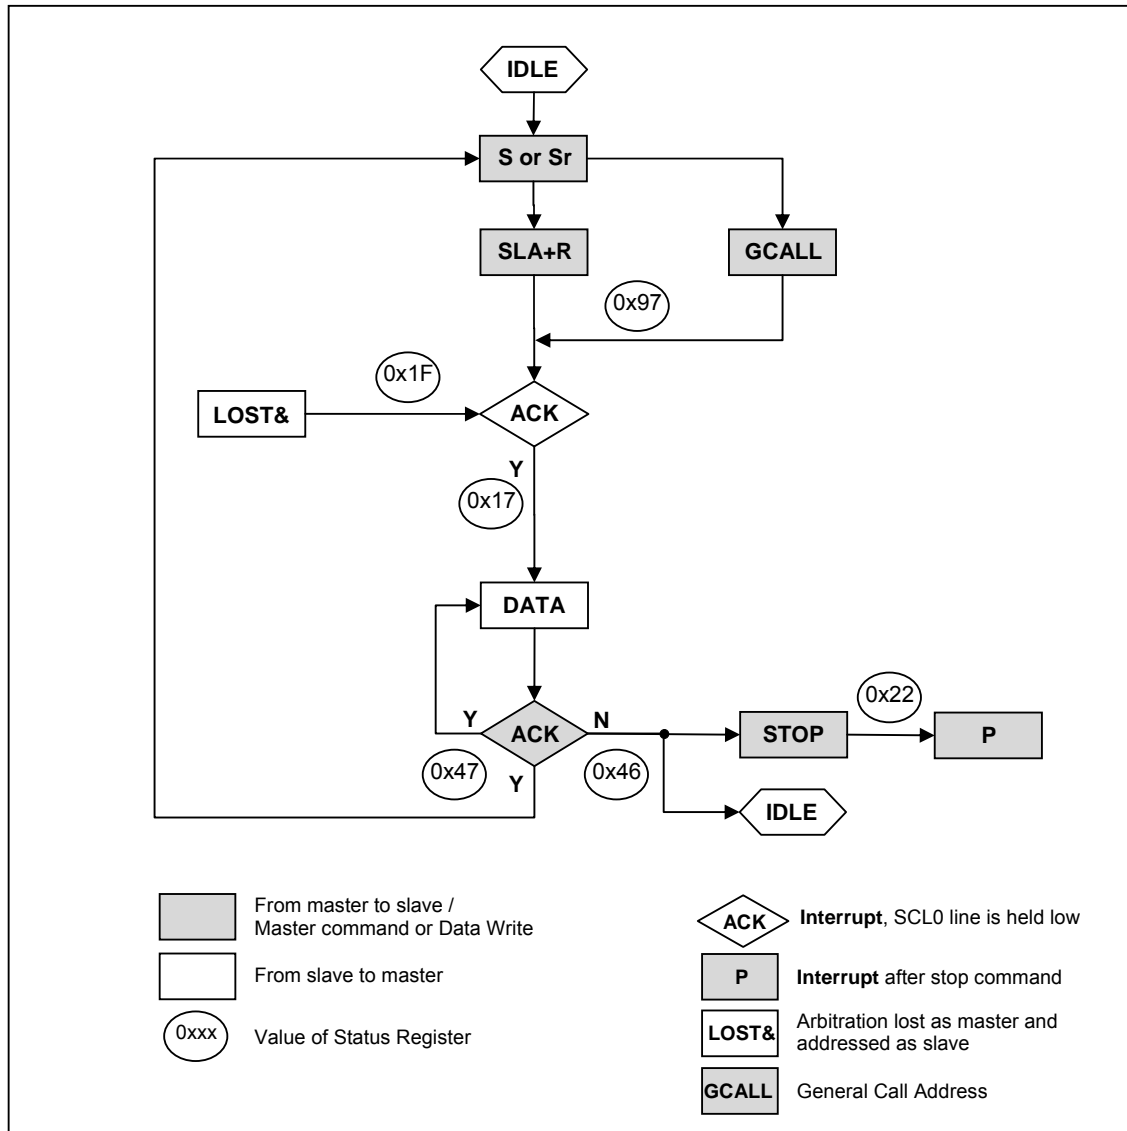 IDLE
S or Sr
SLA+R
GCALL
0x97
0x1F
LOST&
ACK
Y
0x17
DATA
0x22
Y
ACK
N
STOP
P
0x47
Y
0x46
IDLE
From master to slave /
Master command or Data Write
From slave to master
0xxx
Value of Status Register
ACK
Interrupt, SCL0 line is held low
P
Interrupt after stop command
LOST&
Arbitration lost as master and
addressed as slave
GCALL
General Call Address